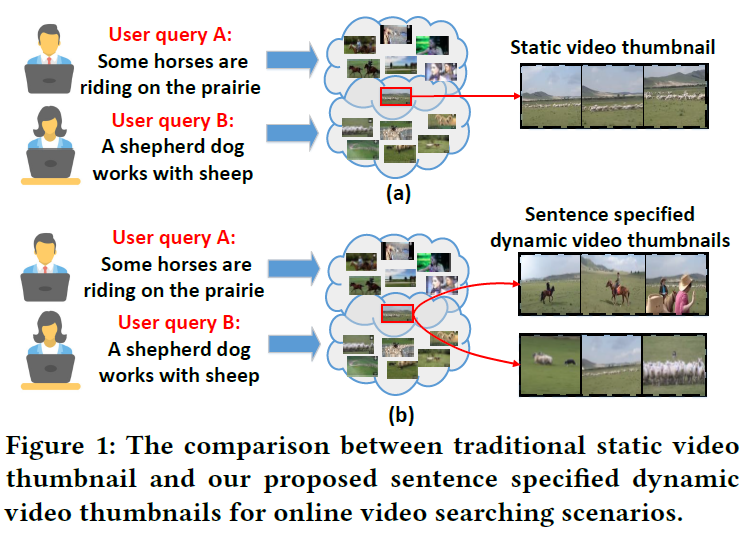 User query A:
Some horses are
riding on the prairie
User query B:
A shepherd dog
works with sheep
Static video thumbnail
(a)
User query A:
Some horses are
riding on the prairie
User query B:
A shepherd dog
works with sheep
Sentence specified
dynamic video thumbnails
(b)
Figure 1: The comparison between traditional static video
thumbnail and our proposed sentence specified dynamic
video thumbnails for online video searching scenarios.